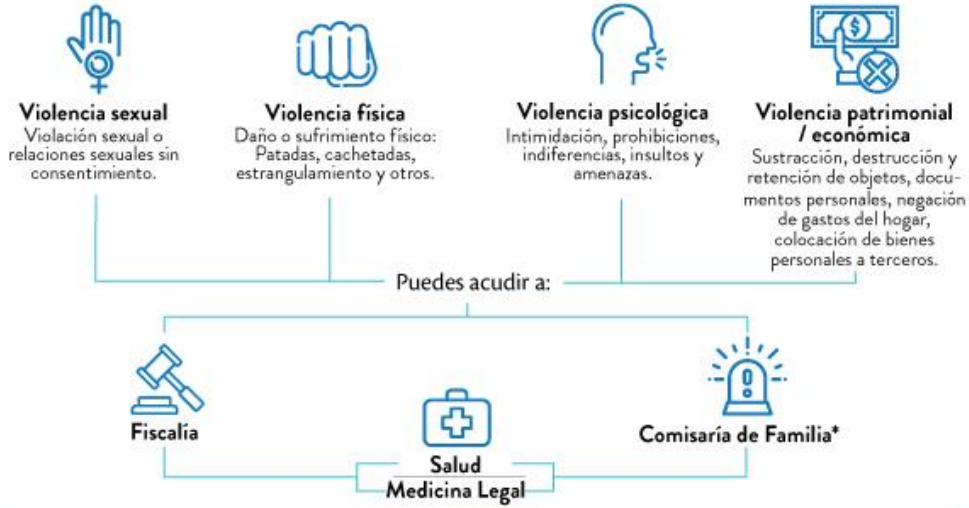 $
Violencia sexual
Violación sexual o
relaciones sexuales sin
consentimiento.
Violencia física
Daño o sufrimiento físico:
Patadas, cachetadas,
estrangulamiento y otros.
Violencia psicológica
Intimidación, prohibiciones,
indiferencias, insultos y
amenazas.
Violencia patrimonial
/ económica
Sustracción, destrucción y
retención de objetos, docu-
mentos personales, negación
de gastos del hogar,
colocación de bienes
personales a terceros.
Puedes acudir a:
Fiscalía
Salud
Medicina Legal
Comisaría de Familia*